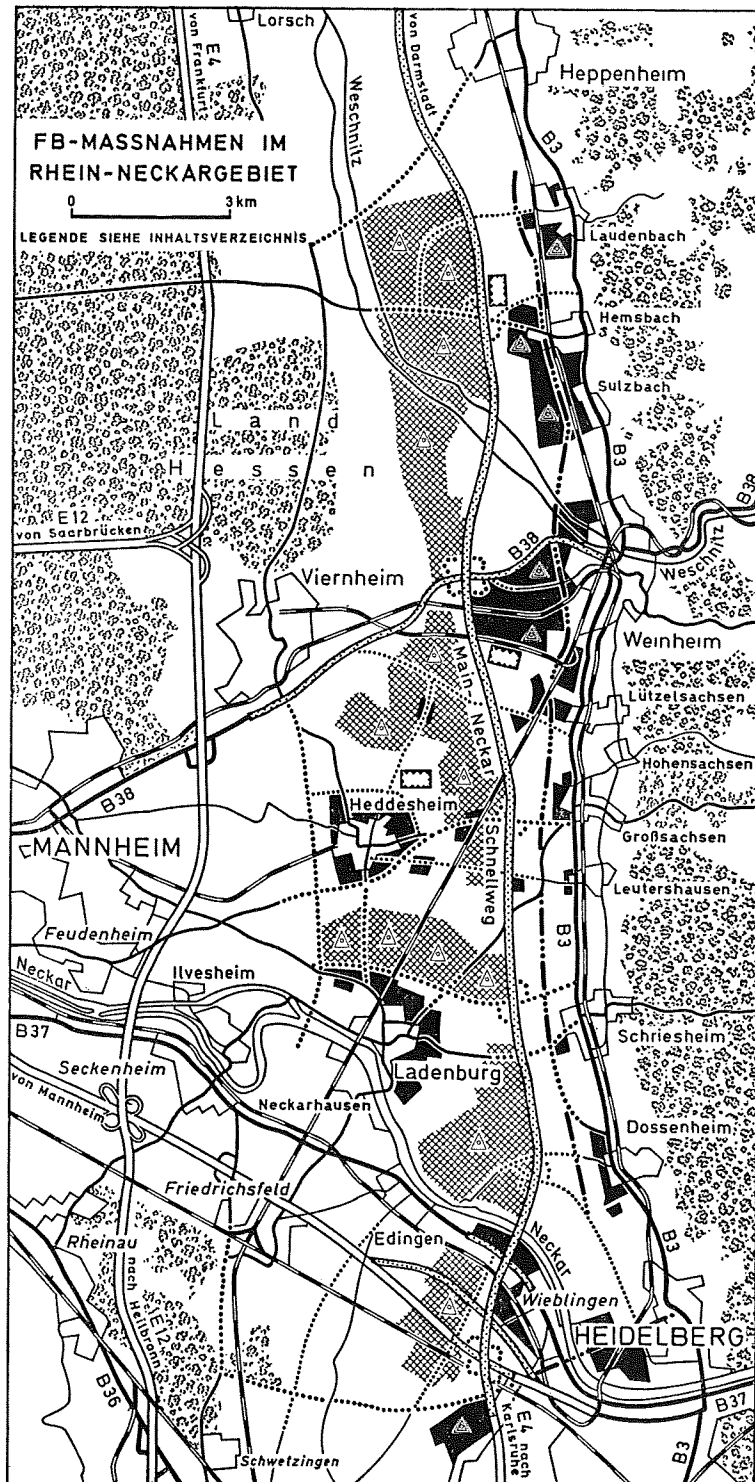 Lorsch
E4
von Frankfurt
Weschnitz
von Darmstadt
Heppenheim
B3
FB-MASSNAHMEN IM
RHEIN-NECKARGEBIET
0 3 km
LEGENDE SIEHE INHALTSVERZEICHNIS
Laudenbach
Hemsbach
Sulzbach
Land
Hessen
B3
E12
von Saarbrücken
B38
B38
Weschnitz
Viernheim
Weinheim
Main-Neckar
Schnellweg
Lützelsachsen
Hohensachsen
B38
Heddesheim
MANNHEIM
Großsachsen
Leutershausen
Feudenheim
B3
Neckar
Ilvesheim
B37
Schriesheim
Seckenheim
von Mannheim
Ladenburg
Neckarhausen
Dossenheim
Friedrichsfeld
Rheinau
Edingen
Neckar
B3
nach Heilbronn
E12
Wieblingen
HEIDELBERG
B36
B37
E4 nach
Karlsruhe
B3
Schwetzingen